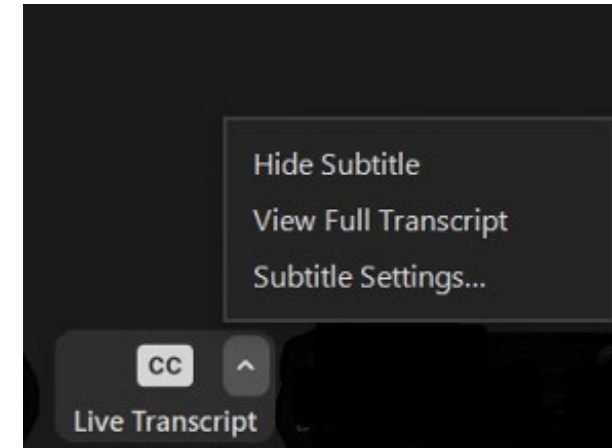 Hide Subtitle
View Full Transcript
Subtitle Settings...
CC
Live Transcript